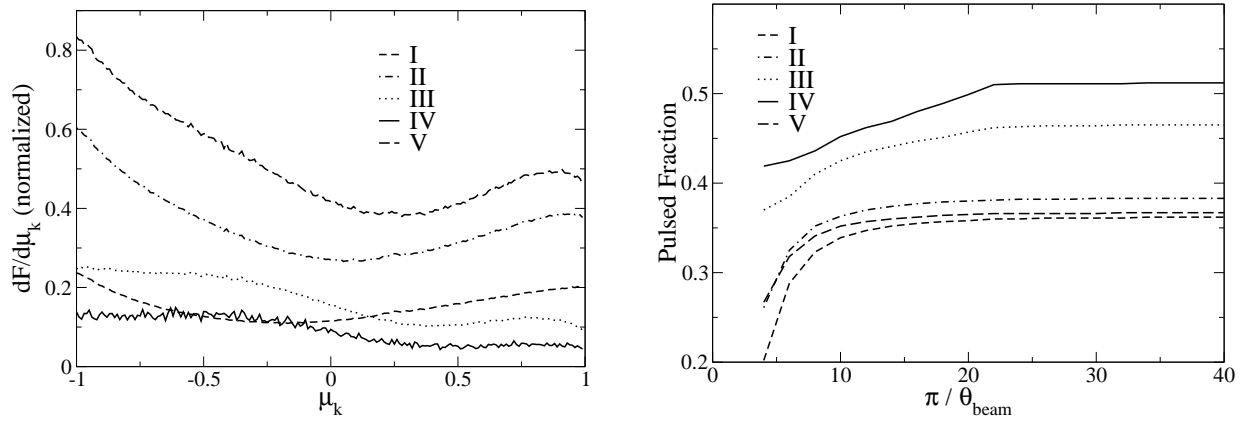 dF/dμ_k (normalized)
0.8
0.6
0.4
0.2
0
-1
-0.5
0
0.5
1
μ_k
I
II
III
IV
V
Pulsed Fraction
0.5
0.4
0.3
0.2
0
10
20
30
40
π / θ_beam
I
II
III
IV
V